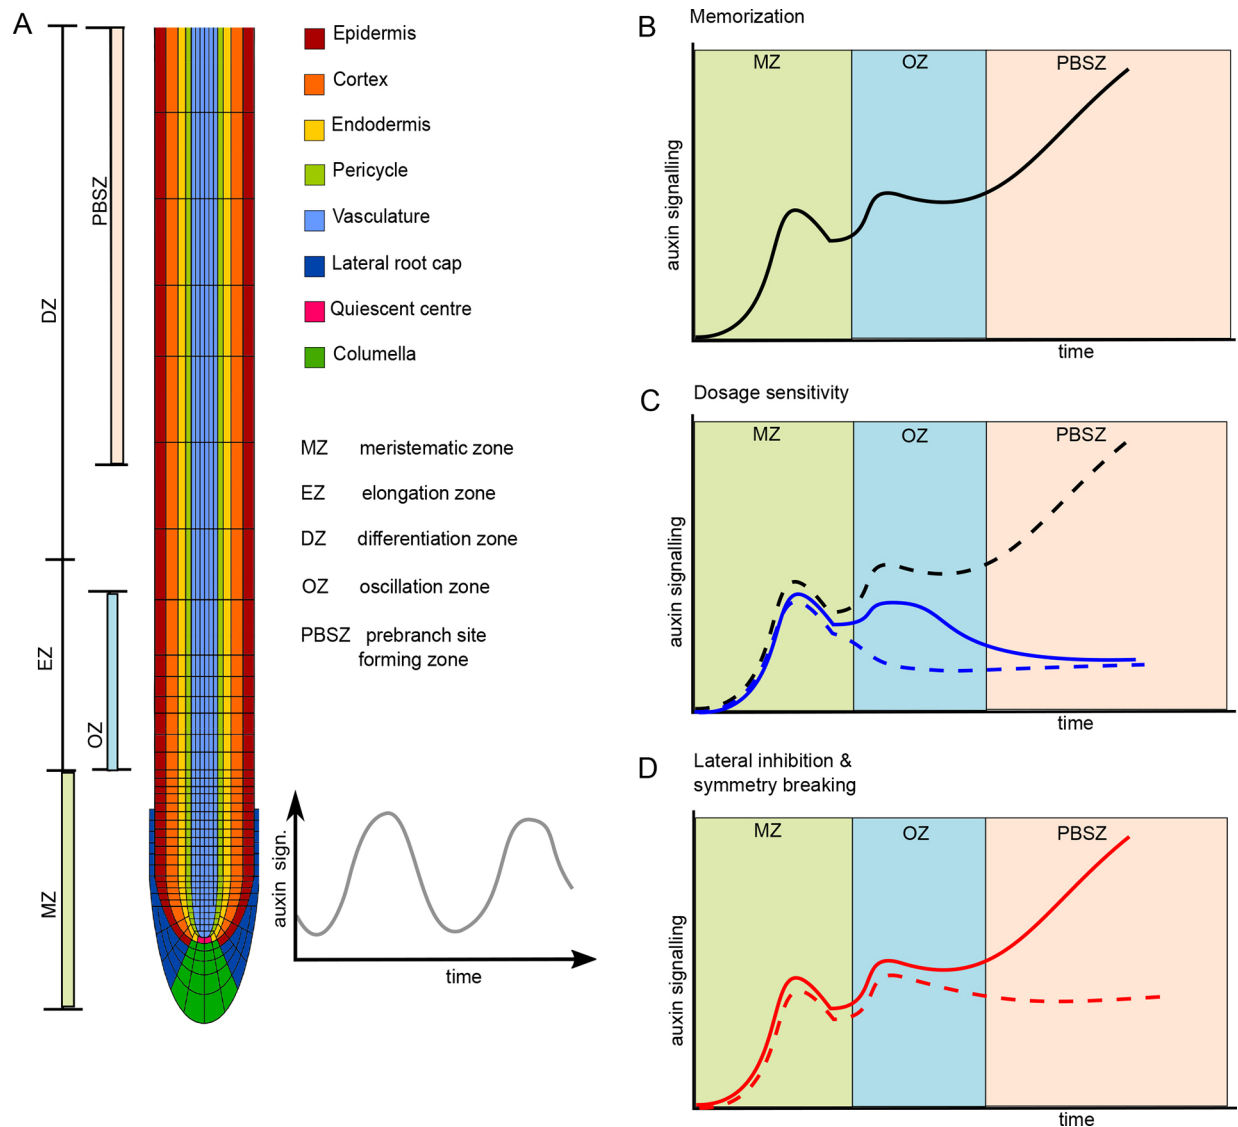 A
PBSZ
DZ
EZ
OZ
MZ
Epidermis
Cortex
Endodermis
Pericycle
Vasculature
Lateral root cap
Quiescent centre
Columella
MZ meristematic zone
EZ elongation zone
DZ differentiation zone
OZ oscillation zone
PBSZ prebranch site
forming zone
auxin sign.
time
B
Memorization
MZ
OZ
PBSZ
auxin signalling
time
C
Dosage sensitivity
MZ
OZ
PBSZ
auxin signalling
time
D
Lateral inhibition &
symmetry breaking
MZ
OZ
PBSZ
auxin signalling
time